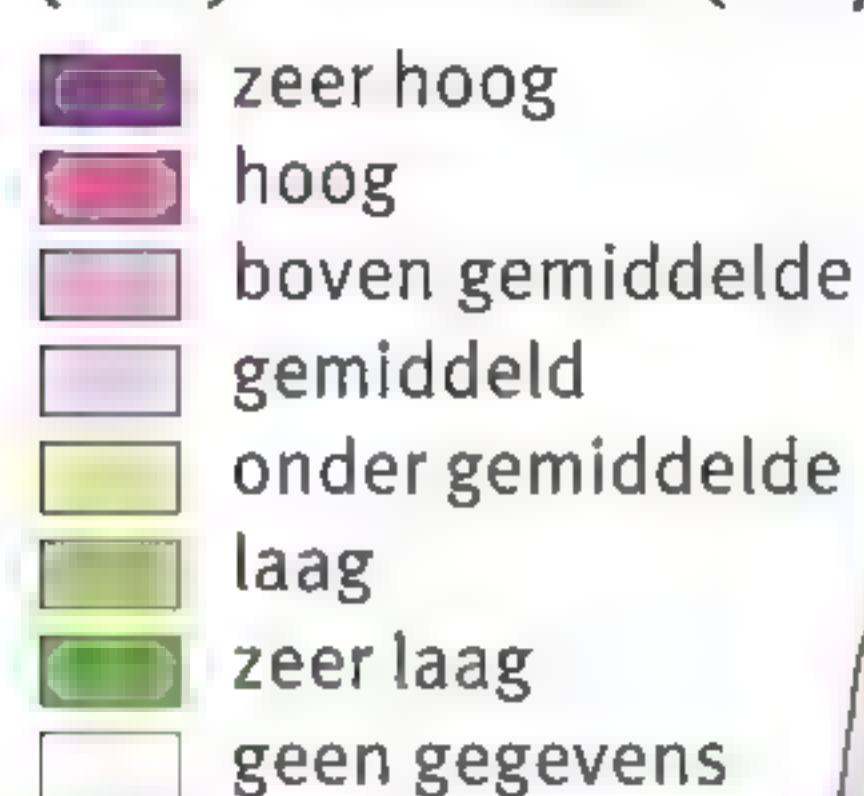 zeer hoog
hoog
boven gemiddelde
gemiddeld
onder gemiddelde
laag
zeer laag
geen gegevens